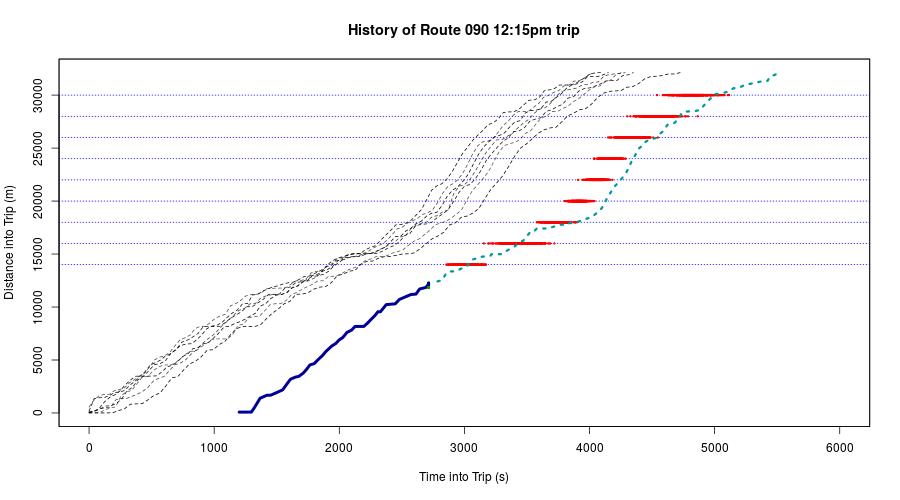 History of Route 090 12:15pm trip
Distance into Trip (m)
30000
25000
20000
15000
10000
5000
0
0 1000 2000 3000 4000 5000 6000
Time into Trip (s)